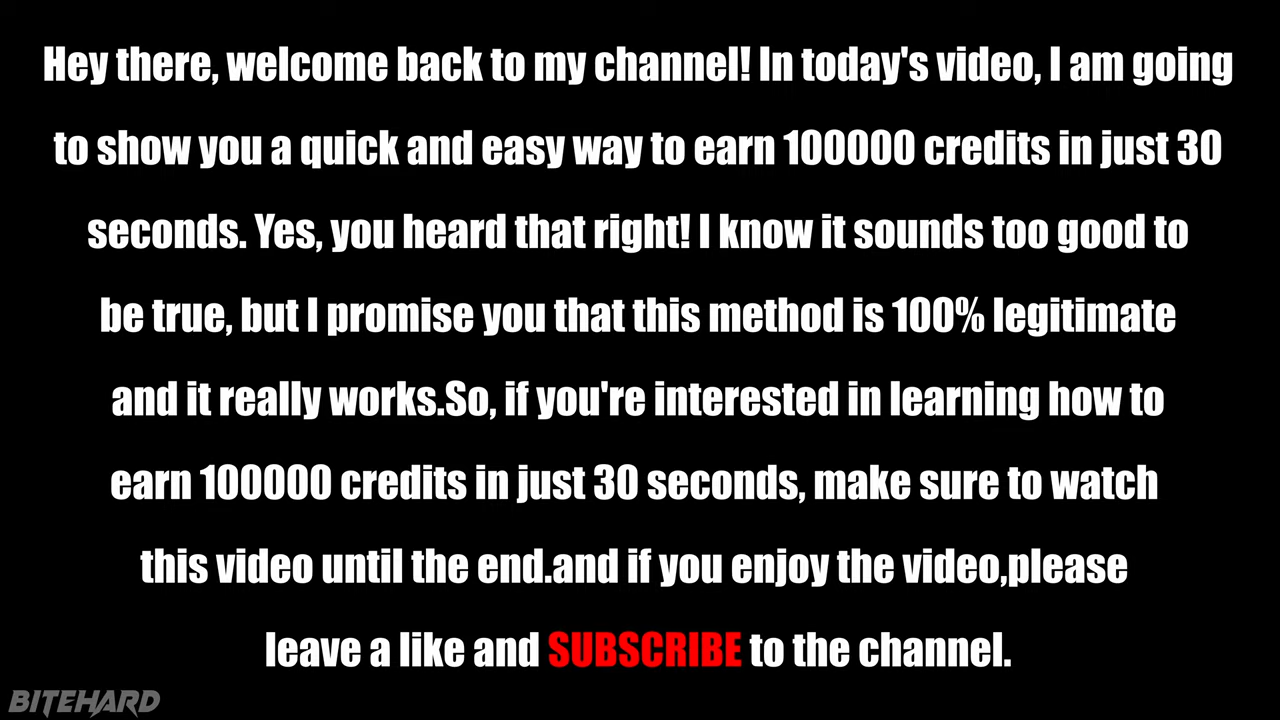 Hey there, welcome back to my channel! In today's video, I am going
to show you a quick and easy way to earn 100000 credits in just 30
seconds. Yes, you heard that right! I know it sounds too good to
be true, but I promise you that this method is 100% legitimate
and it really works.So, if you're interested in learning how to
earn 100000 credits in just 30 seconds, make sure to watch
this video until the end.and if you enjoy the video,please
leave a like and SUBSCRIBE to the channel.
BITEHARD